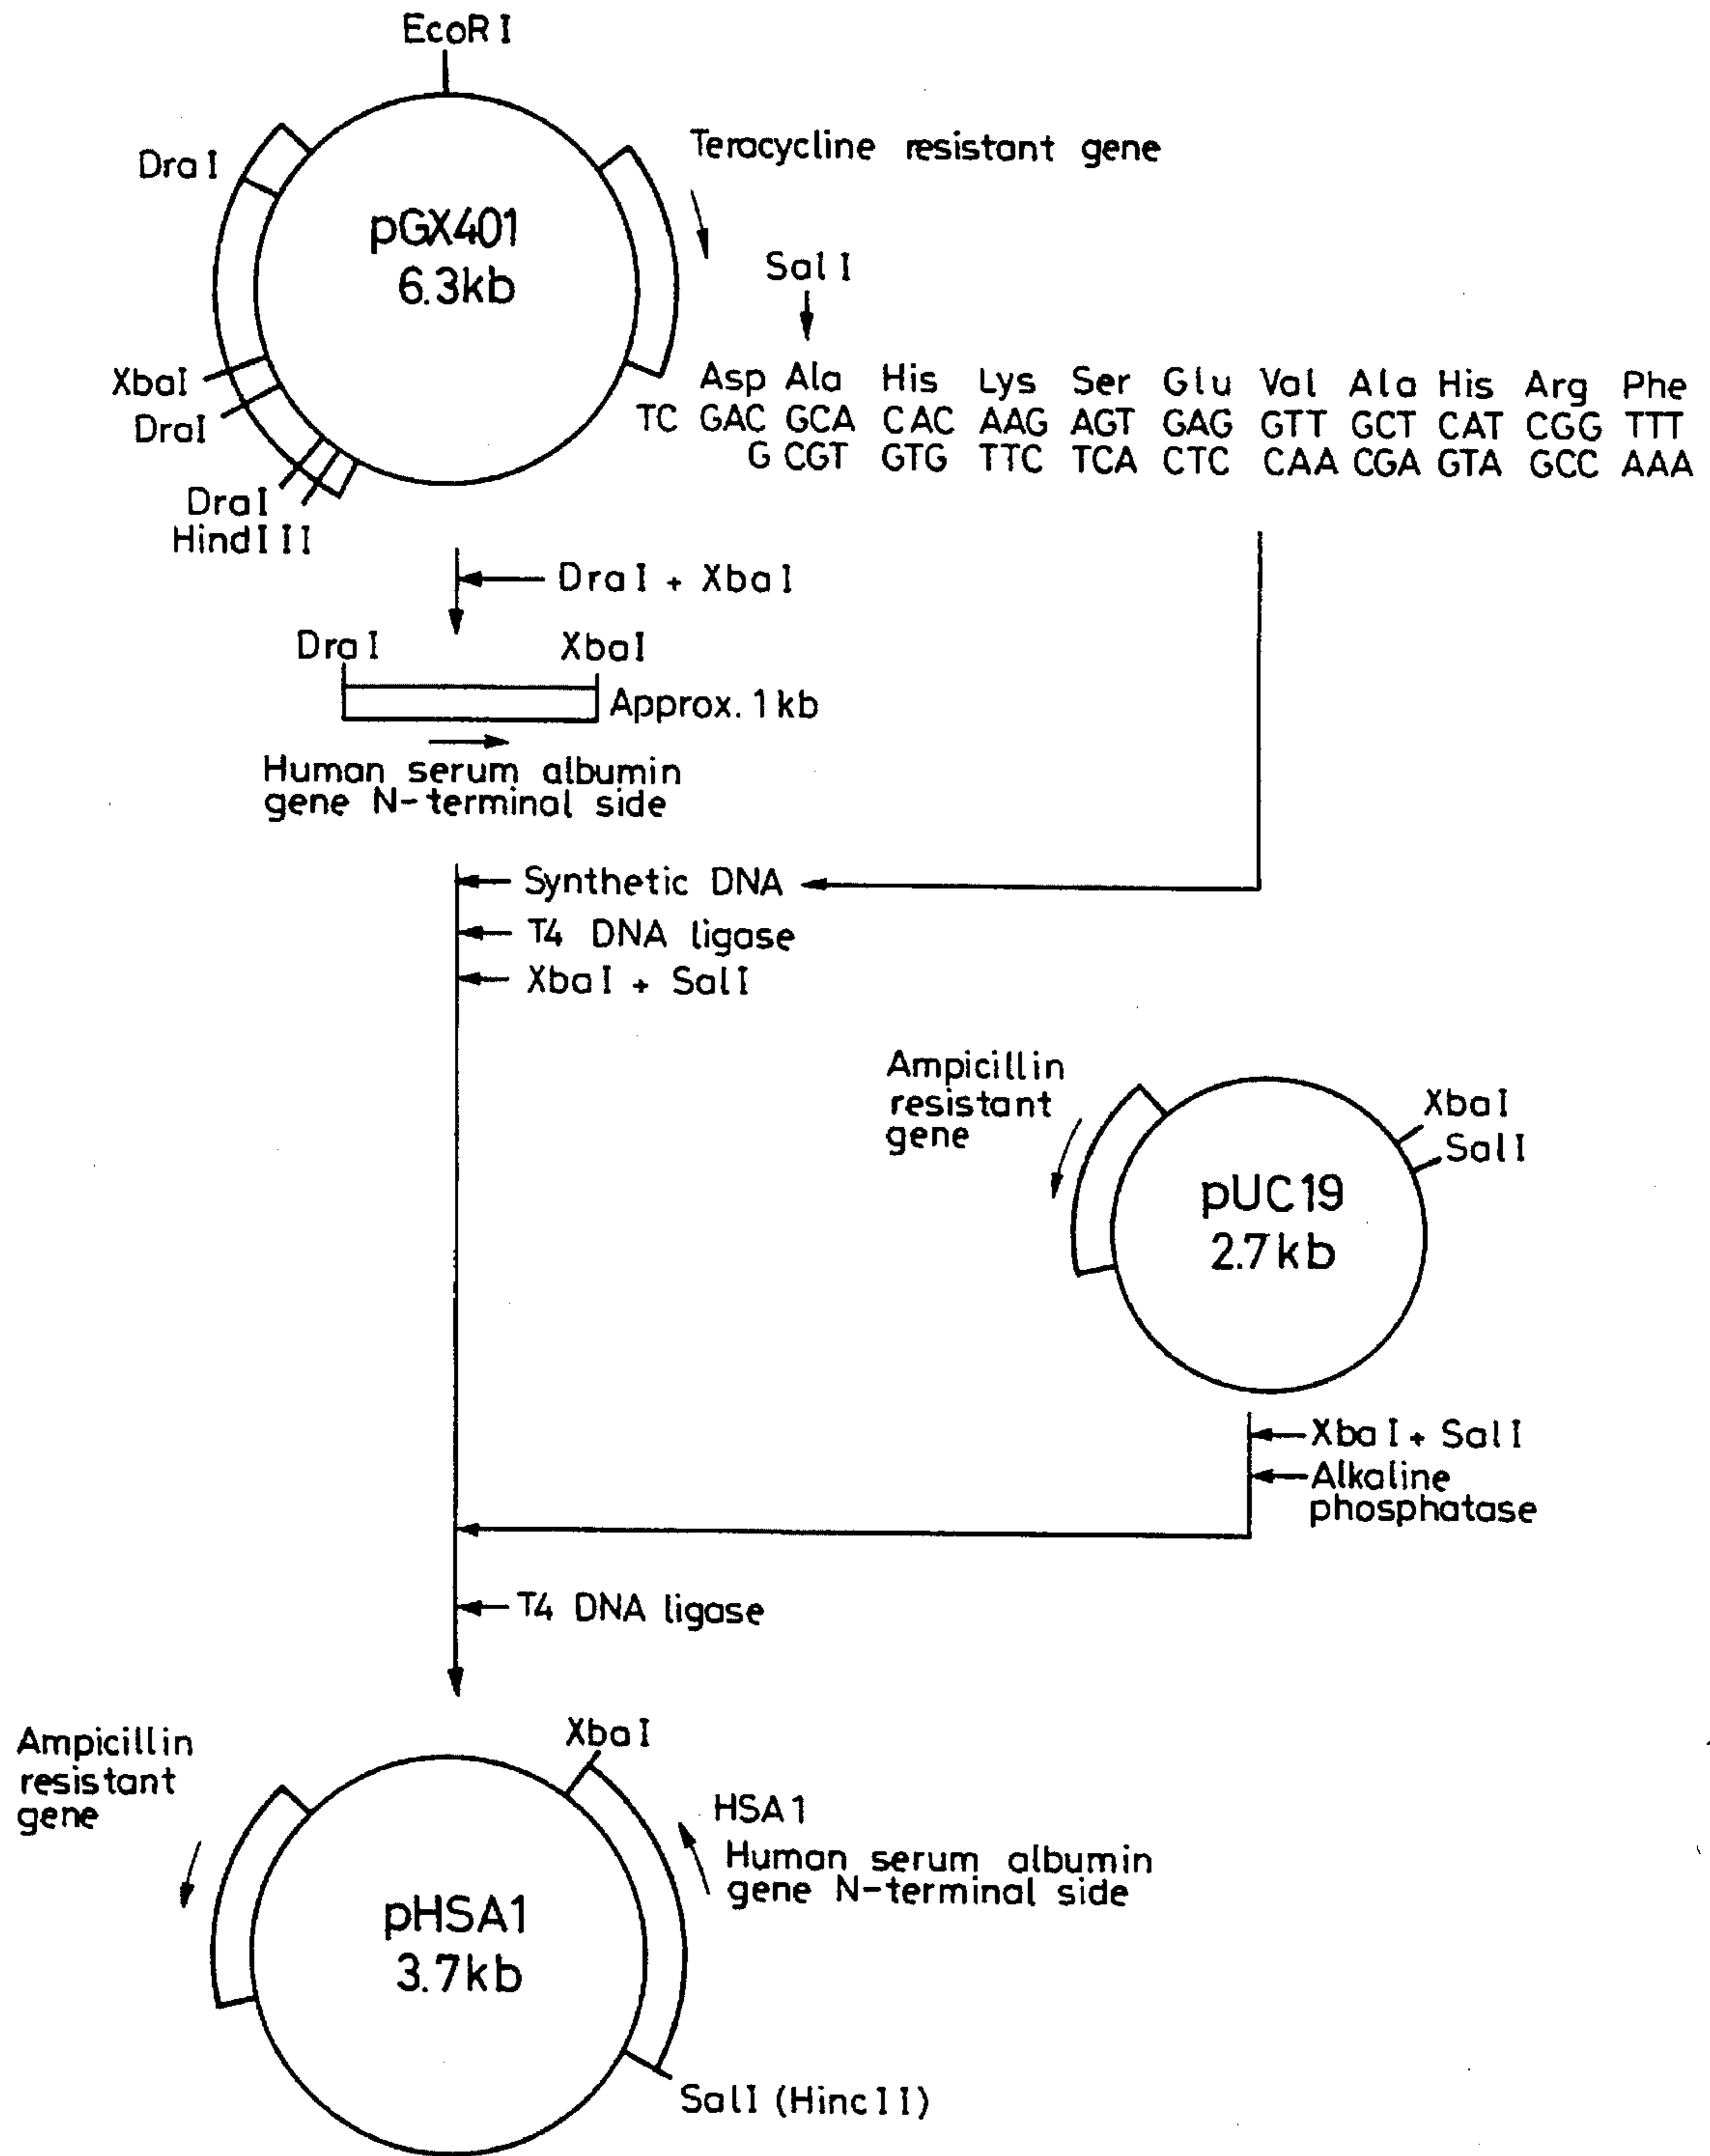 EcoRI
DraI
Teracycline resistant gene
pGX401
6.3kb
SalI
XbaI
DraI
Asp Ala His Lys Ser Glu Val Ala His Arg Phe
TC GAC GCA CAC AAG AGT GAG GTT GCT CAT CGG TTT
G CGT GTG TTC TCA CTC CAA CGA GTA GCC AAA
DraI
HindIII
DraI + XbaI
DraI
XbaI
Approx. 1kb
Human serum albumin
gene N-terminal side
Synthetic DNA
T4 DNA ligase
XbaI + SalI
Ampicillin
resistant
gene
XbaI
SalI
pUC19
2.7kb
XbaI + SalI
Alkaline
phosphatase
T4 DNA ligase
Ampicillin
resistant
gene
XbaI
HSA1
Human serum albumin
gene N-terminal side
pHSA1
3.7kb
SalI (Hinc11)